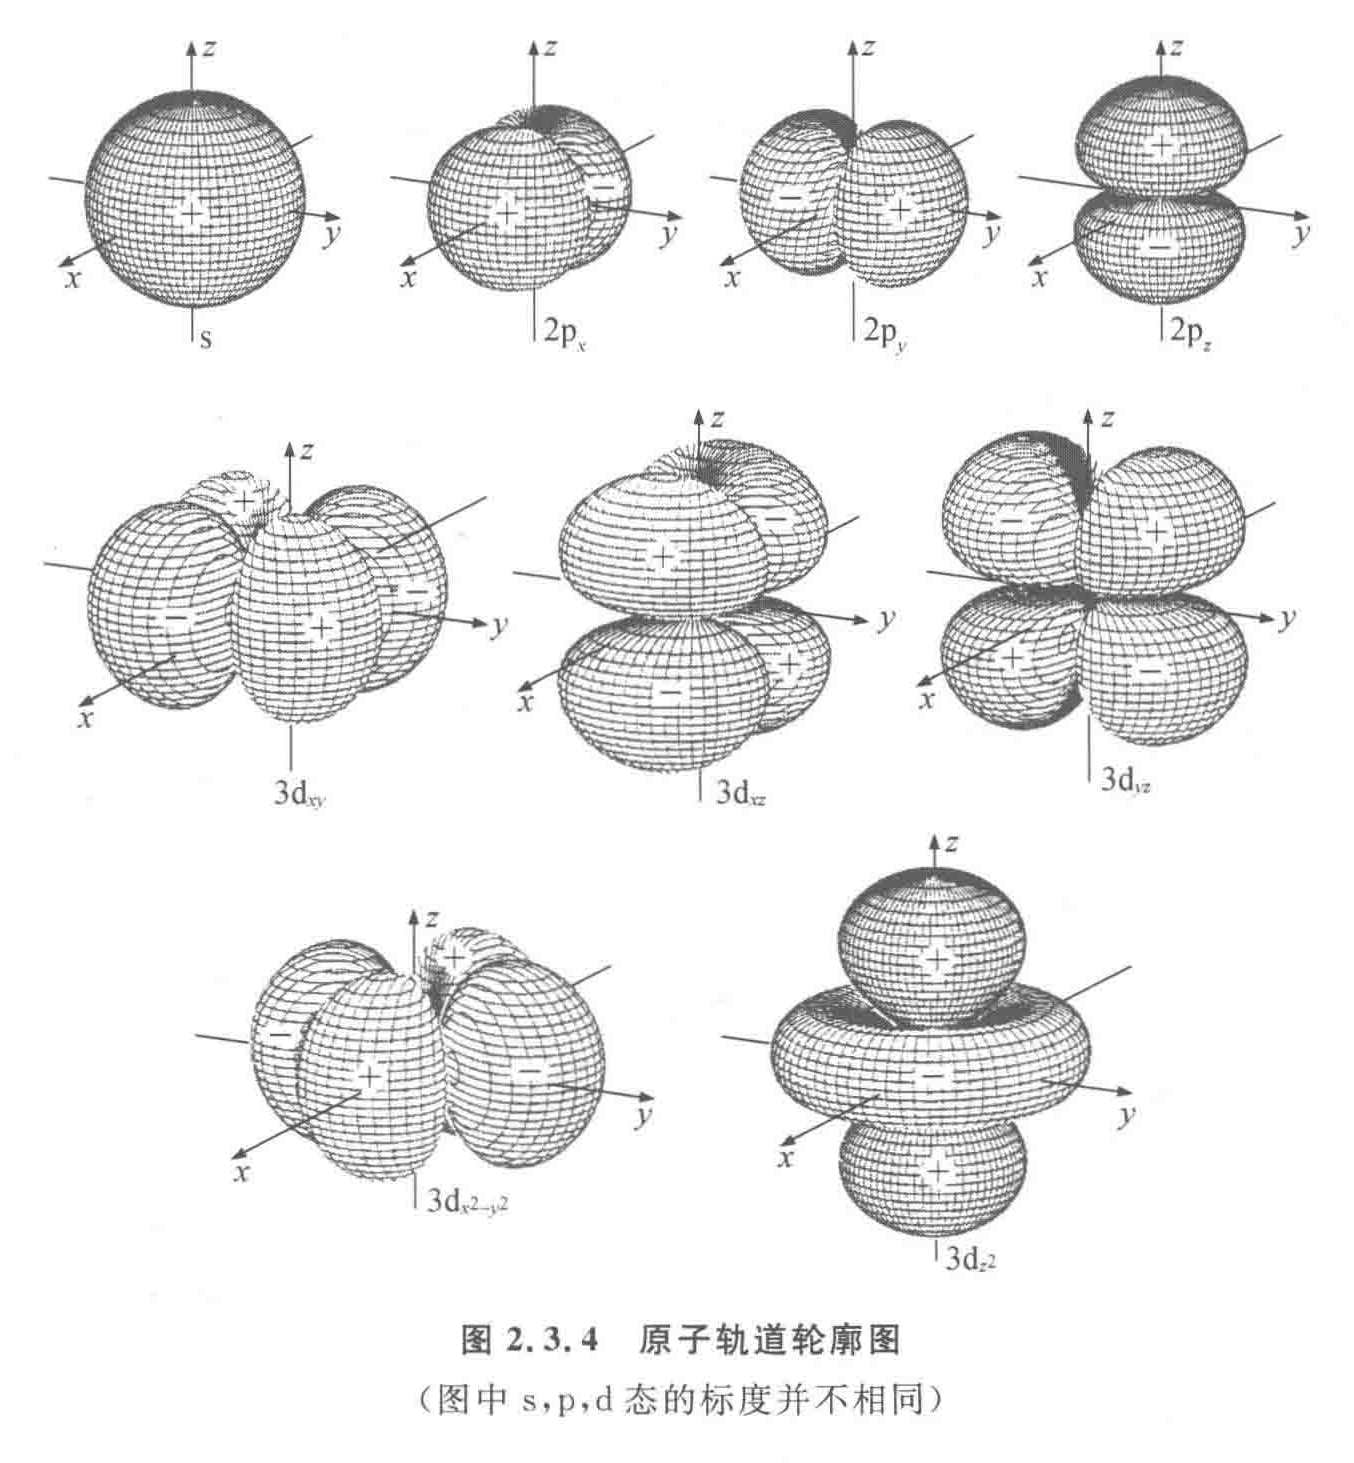 z z z z
+ + − − + + −
y y y y
x x x x
s 2pₓ 2p_y 2p_z
z z z
+ − + − + − + − + − + −
y y y
x x x
3d_xy 3d_xz 3d_yz
z z
+ − + − + − +
y y
x x
3d_x²−y² 3d_z²
图 2.3.4 原子轨道轮廓图
(图中 s,p,d 态的标度并不相同)